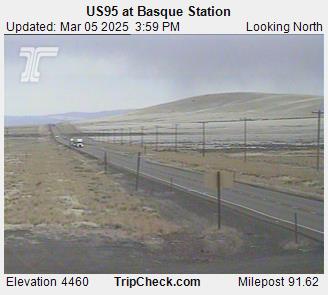 US95 at Basque Station
Updated: Mar 05 2025 3:59 PM Looking North
Elevation 4460 TripCheck.com Milepost 91.62